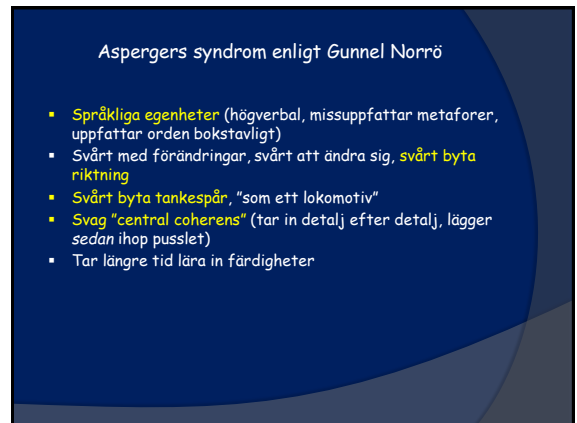 Aspergers syndrom enligt Gunnel Norrö
▪ Språkliga egenheter (högverbal, missuppfattar metaforer,
uppfattar orden bokstavligt)
▪ Svårt med förändringar, svårt att ändra sig, svårt byta
riktning
▪ Svårt byta tankespår, ”som ett lokomotiv”
▪ Svag ”central coherens” (tar in detalj efter detalj, lägger
sedan ihop pusslet)
▪ Tar längre tid lära in färdigheter